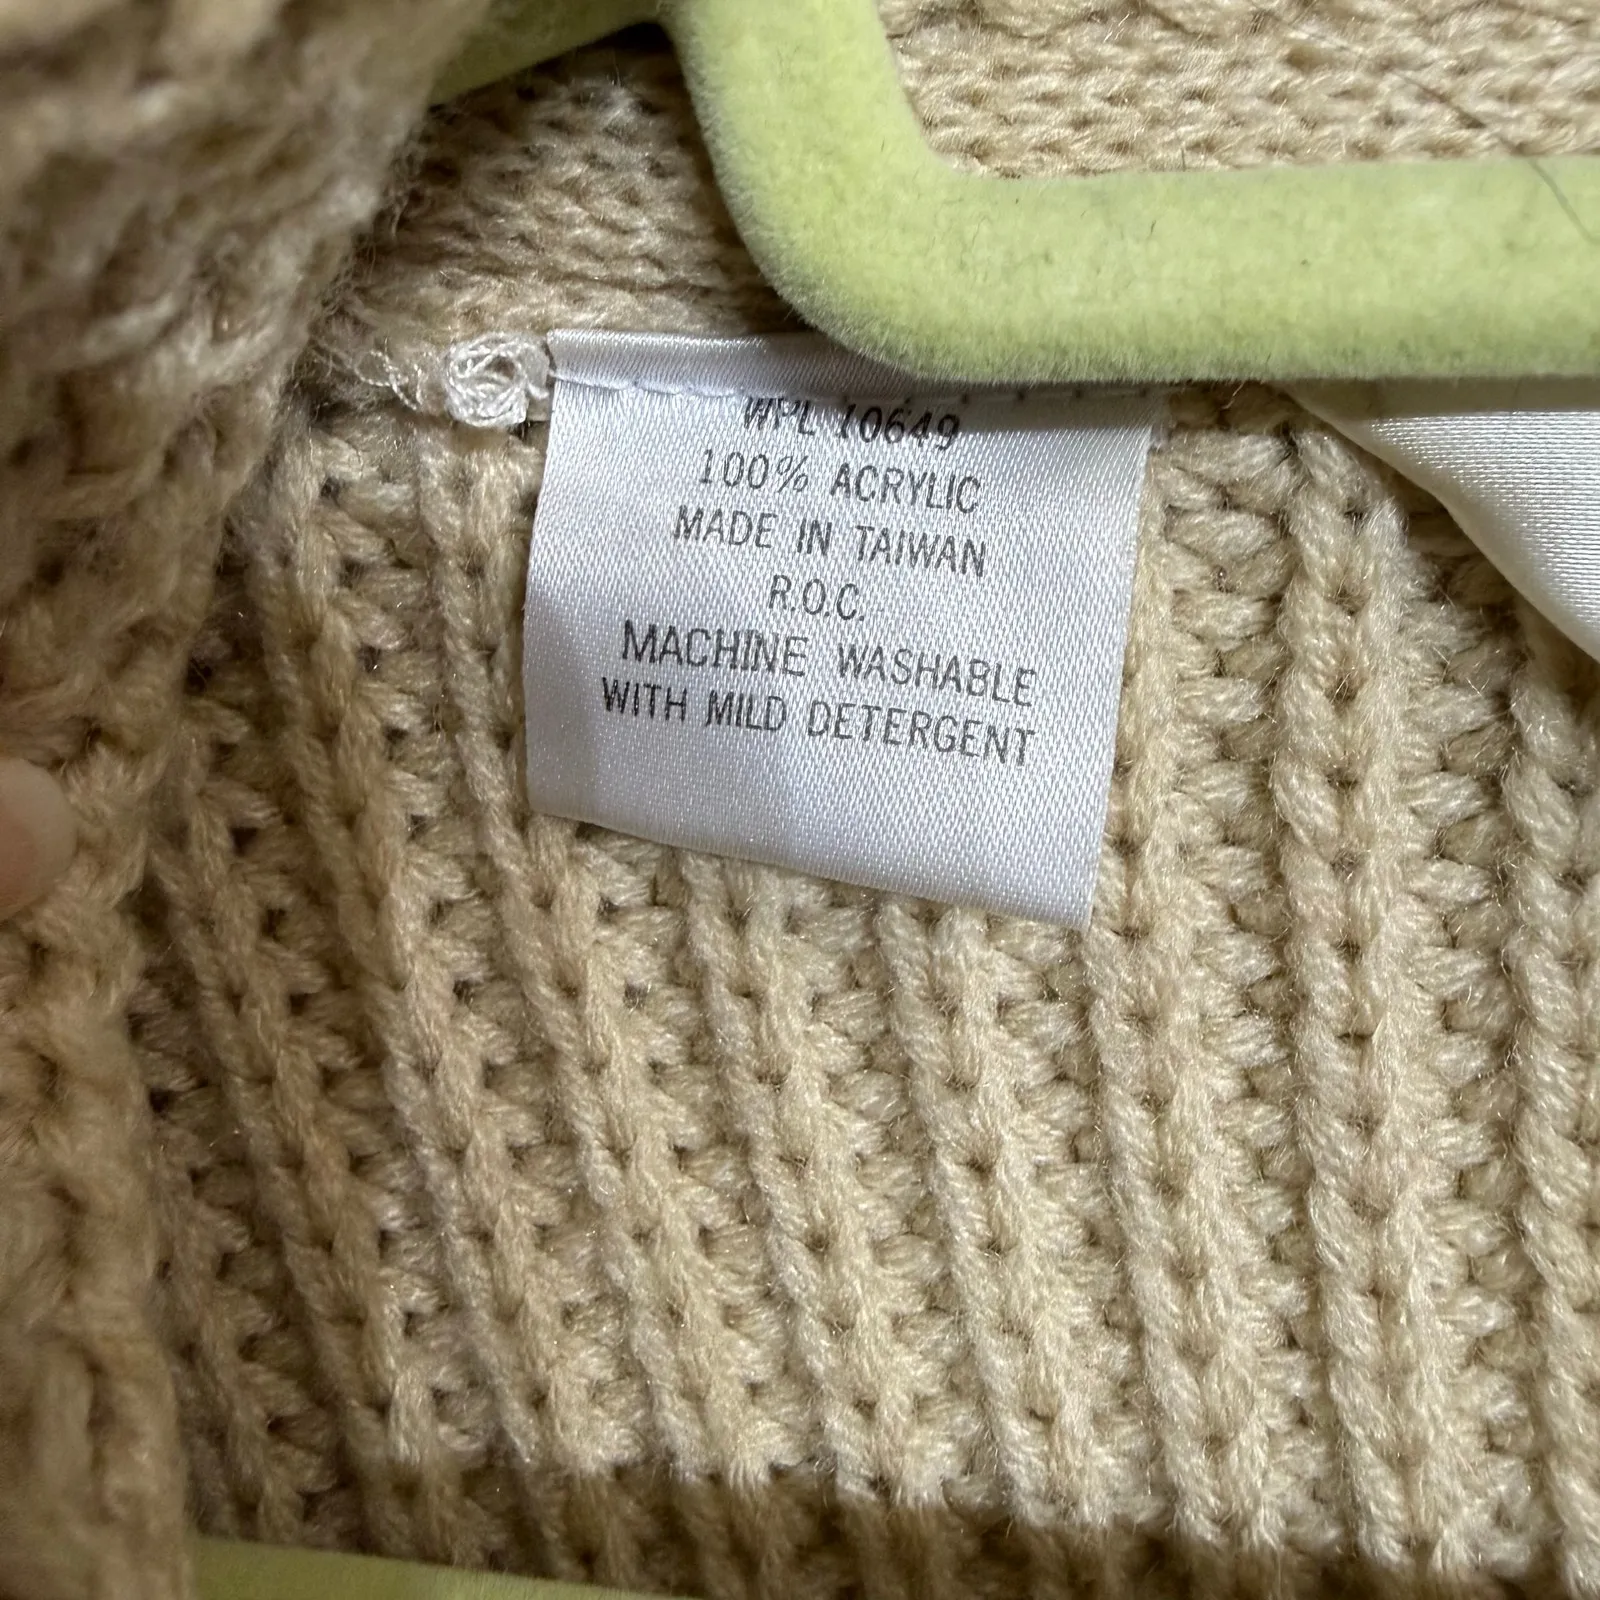 WPL 10649
100% ACRYLIC
MADE IN TAIWAN
R.O.C.
MACHINE WASHABLE
WITH MILD DETERGENT